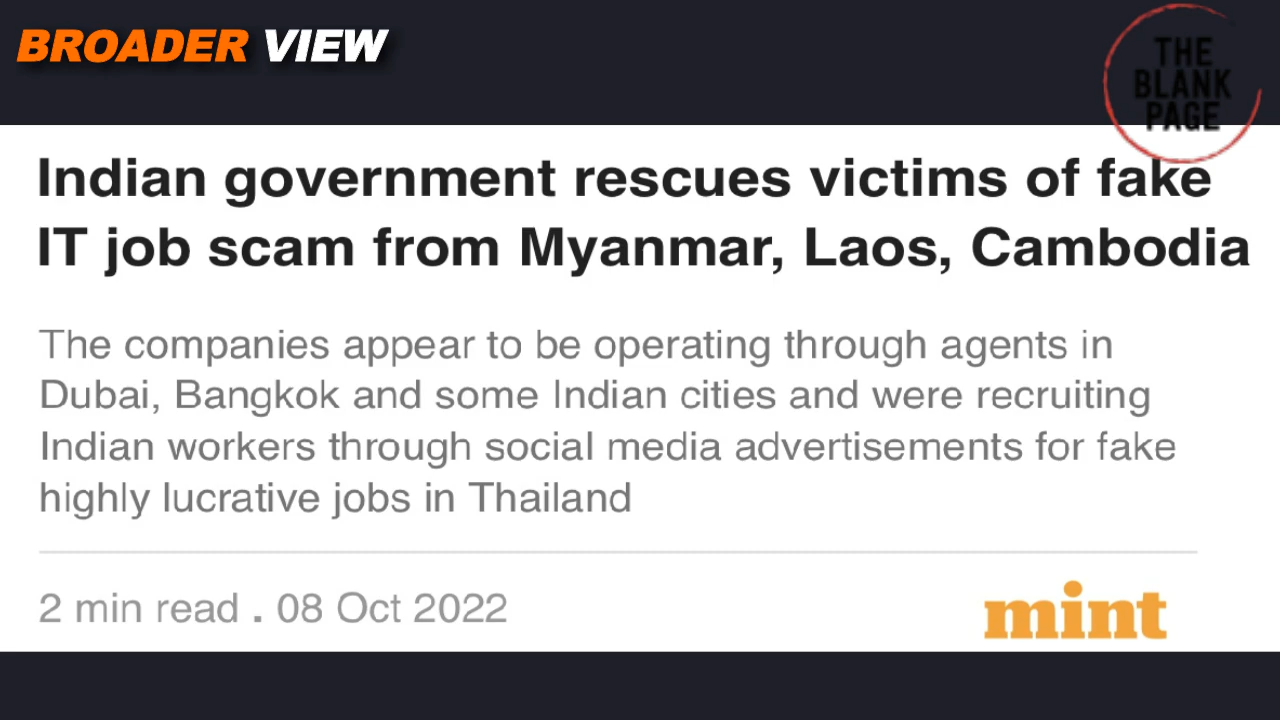 BROADER VIEW
THE
BLANK
PAGE
Indian government rescues victims of fake
IT job scam from Myanmar, Laos, Cambodia
The companies appear to be operating through agents in
Dubai, Bangkok and some Indian cities and were recruiting
Indian workers through social media advertisements for fake
highly lucrative jobs in Thailand
2 min read . 08 Oct 2022
mint